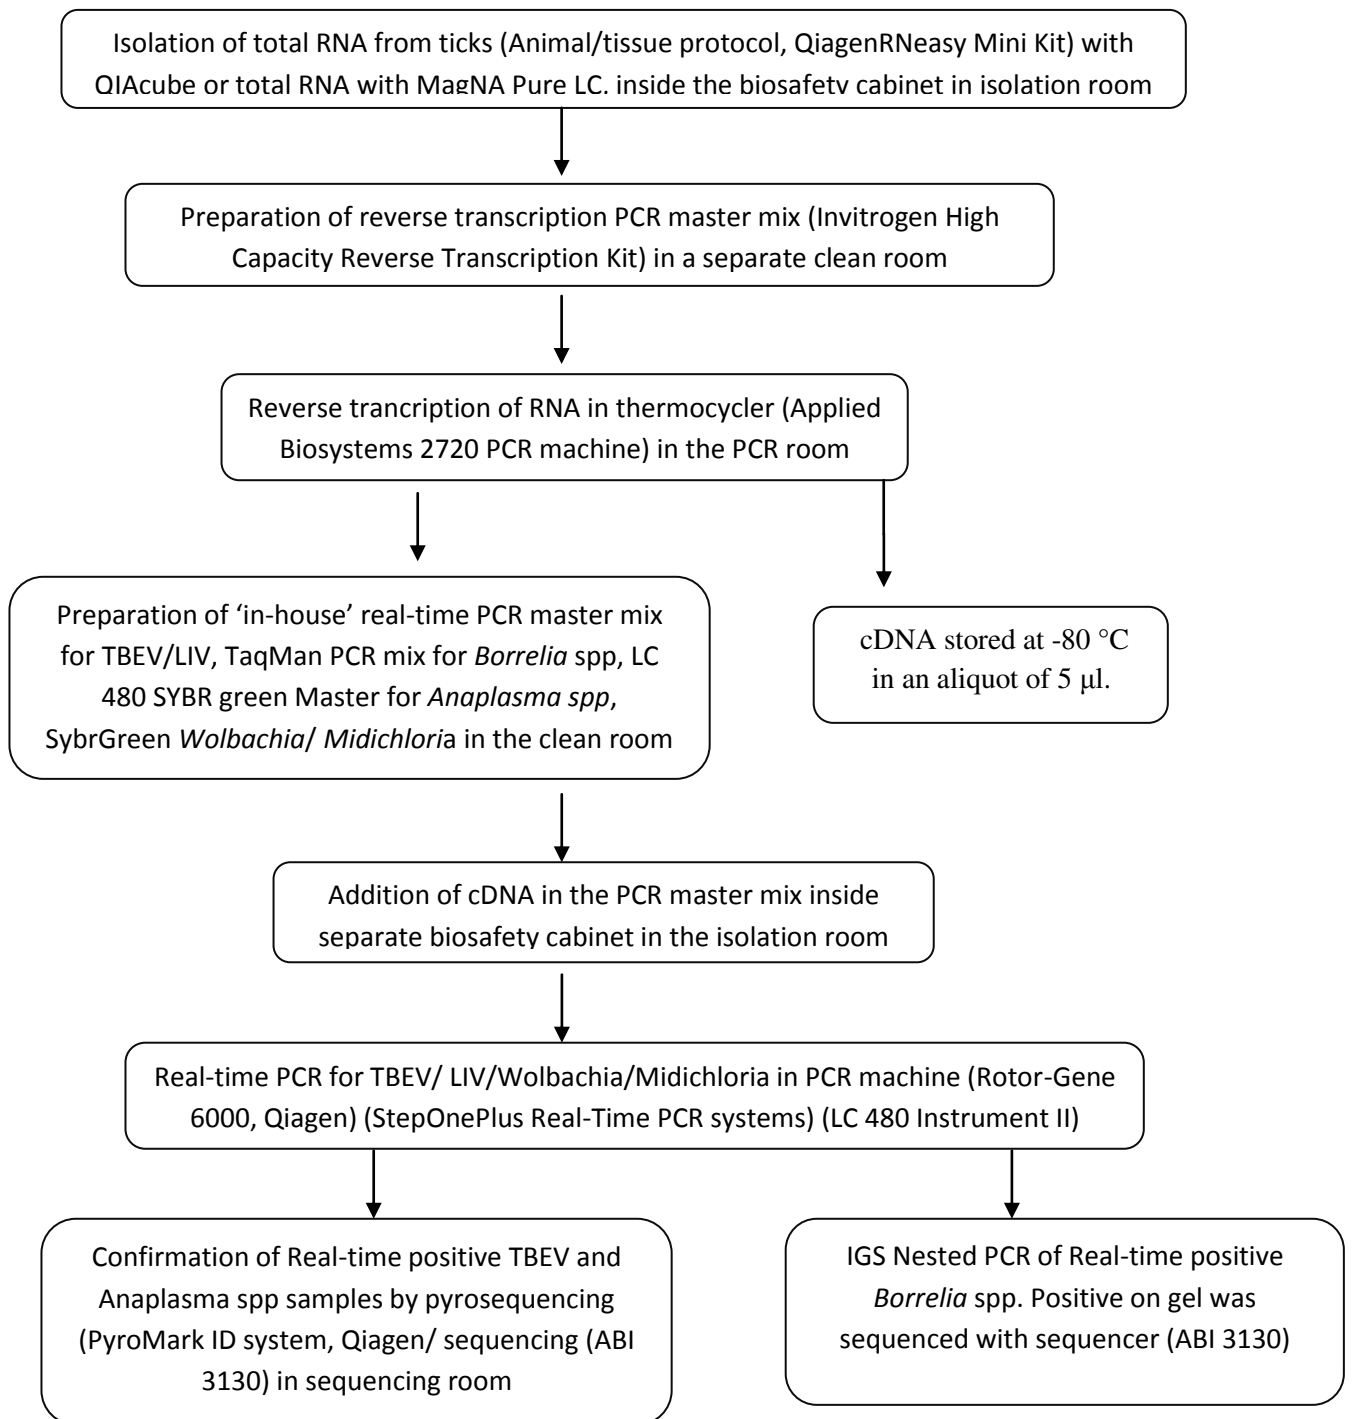 Isolation of total RNA from ticks (Animal/tissue protocol, QiagenRNeasy Mini Kit) with
QIAcube or total RNA with MagNA Pure LC. inside the biosafety cabinet in isolation room
Preparation of reverse transcription PCR master mix (Invitrogen High
Capacity Reverse Transcription Kit) in a separate clean room
Reverse trancription of RNA in thermocycler (Applied
Biosystems 2720 PCR machine) in the PCR room
Preparation of ‘in-house’ real-time PCR master mix
for TBEV/LIV, TaqMan PCR mix for Borrelia spp, LC
480 SYBR green Master for Anaplasma spp,
SybrGreen Wolbachia/ Midichloria in the clean room
cDNA stored at -80 °C
in an aliquot of 5 µl.
Addition of cDNA in the PCR master mix inside
separate biosafety cabinet in the isolation room
Real-time PCR for TBEV/ LIV/Wolbachia/Midichloria in PCR machine (Rotor-Gene
6000, Qiagen) (StepOnePlus Real-Time PCR systems) (LC 480 Instrument II)
Confirmation of Real-time positive TBEV and
Anaplasma spp samples by pyrosequencing
(PyroMark ID system, Qiagen/ sequencing (ABI
3130) in sequencing room
IGS Nested PCR of Real-time positive
Borrelia spp. Positive on gel was
sequenced with sequencer (ABI 3130)